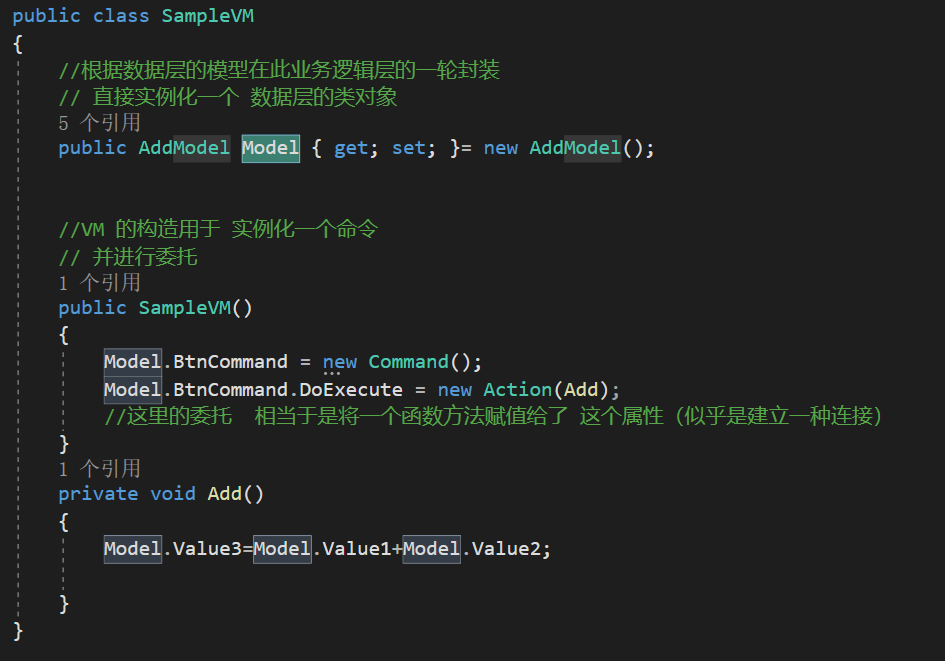 public class SampleVM
{
//根据数据层的模型在此业务逻辑层的一轮封装
// 直接实例化一个 数据层的类对象
5 个引用
public AddModel Model { get; set; }= new AddModel();
//VM 的构造用于 实例化一个命令
// 并进行委托
1 个引用
public SampleVM()
{
Model.BtnCommand = new Command();
Model.BtnCommand.DoExecute = new Action(Add);
//这里的委托  相当于是将一个函数方法赋值给了 这个属性（似乎是建立一种连接）
}
1 个引用
private void Add()
{
Model.Value3=Model.Value1+Model.Value2;
}
}